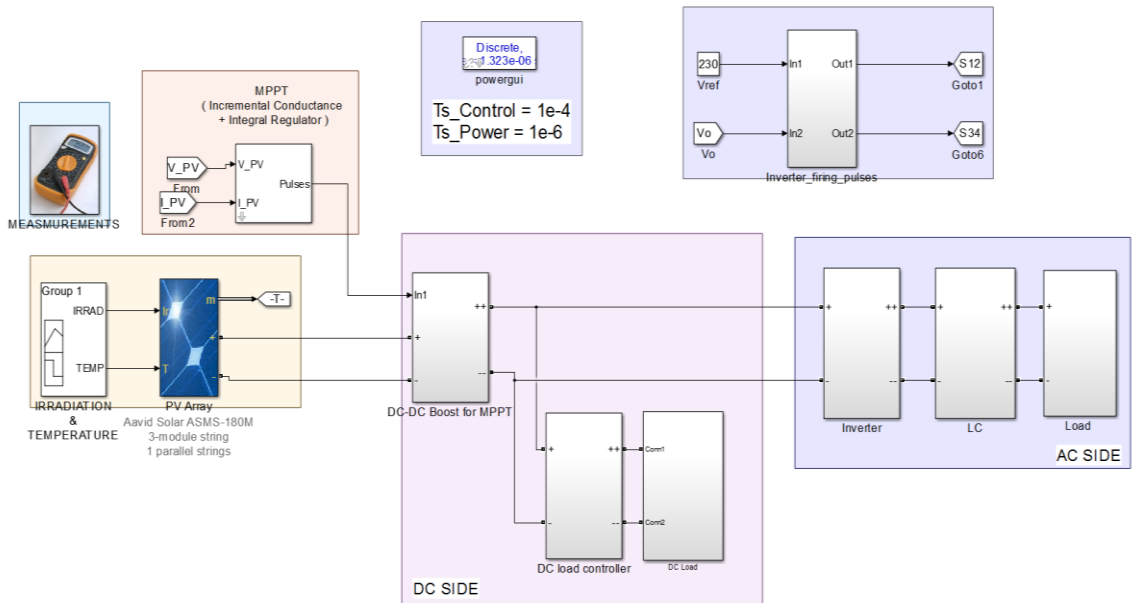 Discrete,
1.323e-06
powergui
Ts_Control = 1e-4
Ts_Power = 1e-6
230
Vref
Vo
Vo
In1
In2
Out1
Out2
S12
Goto1
S34
Goto6
Inverter_firing_pulses
MPPT
( Incremental Conductance
+ Integral Regulator )
V_PV
From
I_PV
From2
V_PV
I_PV
Pulses
MEASMUREMENTS
Group 1
IRRAD
TEMP
IRRADIATION
&
TEMPERATURE
Ir
T
m
+
-
-T-
PV Array
Aavid Solar ASMS-180M
3-module string
1 parallel strings
In1
+
-
++
--
DC-DC Boost for MPPT
+
-
++
--
DC load controller
Conn1
Conn2
DC Load
DC SIDE
+
-
++
--
Inverter
+
-
++
--
LC
+
-
Load
AC SIDE